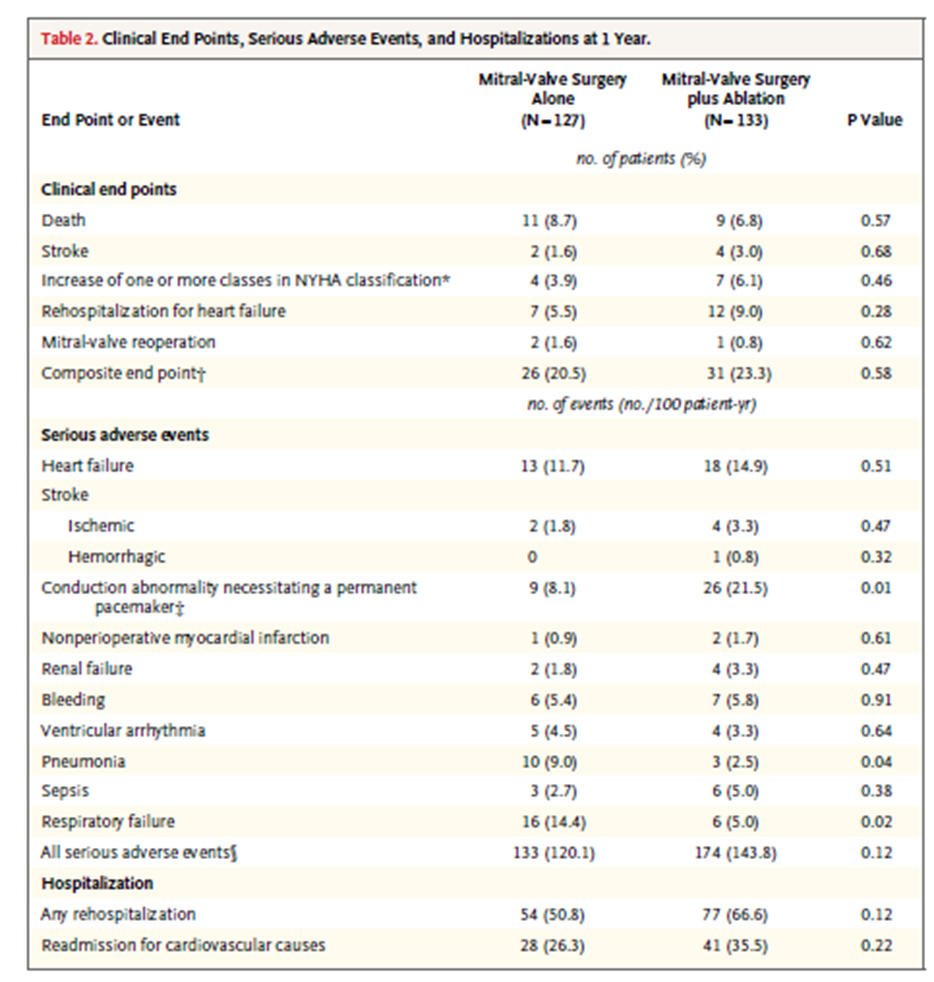 Table 2. Clinical End Points, Serious Adverse Events, and Hospitalizations at 1 Year.
End Point or Event Mitral-Valve Surgery Alone (N=127) Mitral-Valve Surgery plus Ablation (N=133) P Value
no. of patients (%)
Clinical end points
Death 11 (8.7) 9 (6.8) 0.57
Stroke 2 (1.6) 4 (3.0) 0.68
Increase of one or more classes in NYHA classification* 4 (3.9) 7 (6.1) 0.46
Rehospitalization for heart failure 7 (5.5) 12 (9.0) 0.28
Mitral-valve reoperation 2 (1.6) 1 (0.8) 0.62
Composite end point† 26 (20.5) 31 (23.3) 0.58
no. of events (no./100 patient-yr)
Serious adverse events
Heart failure 13 (11.7) 18 (14.9) 0.51
Stroke
Ischemic 2 (1.8) 4 (3.3) 0.47
Hemorrhagic 0 1 (0.8) 0.32
Conduction abnormality necessitating a permanent pacemaker‡ 9 (8.1) 26 (21.5) 0.01
Nonperioperative myocardial infarction 1 (0.9) 2 (1.7) 0.61
Renal failure 2 (1.8) 4 (3.3) 0.47
Bleeding 6 (5.4) 7 (5.8) 0.91
Ventricular arrhythmia 5 (4.5) 4 (3.3) 0.64
Pneumonia 10 (9.0) 3 (2.5) 0.04
Sepsis 3 (2.7) 6 (5.0) 0.38
Respiratory failure 16 (14.4) 6 (5.0) 0.02
All serious adverse events§ 133 (120.1) 174 (143.8) 0.12
Hospitalization
Any rehospitalization 54 (50.8) 77 (66.6) 0.12
Readmission for cardiovascular causes 28 (26.3) 41 (35.5) 0.22